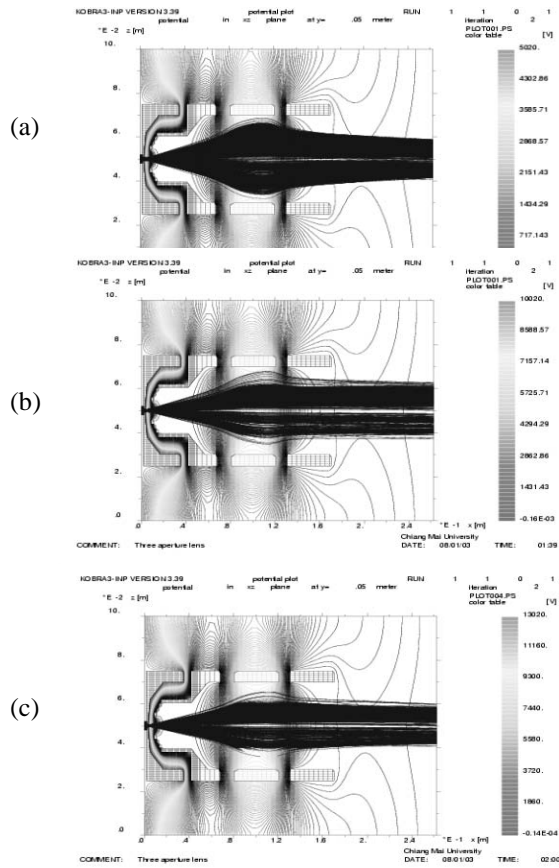 KOBRA3-INP VERSION 3.39 potential plot RUN 1 1 0 1
potential in xz plane at y= .05 meter iteration 2
PLOT001.PS
color table [V]
*E -2 z [m]
10.
8.
6.
4.
2.
5020.
4302.86
3585.71
2868.57
2151.43
1434.29
717.143
(a)
KOBRA3-INP VERSION 3.39 potential plot RUN 1 1 0 1
potential in xz plane at y= .05 meter iteration 2
PLOT001.PS
color table [V]
*E -2 z [m]
10.
8.
6.
4.
2.
.0
10020.
8588.57
7157.14
5725.71
4294.29
2862.86
1431.43
-0.16E-03
(b)
.0 .4 .8 1.2 1.6 2.0 2.4 *E -1 x [m]
Chiang Mai University
COMMENT: Three aperture lens DATE: 08/01/03 TIME: 01:39
KOBRA3-INP VERSION 3.39 potential plot RUN 1 1 0 1
potential in xz plane at y= .05 meter iteration 2
PLOT004.PS
color table [V]
*E -2 z [m]
10.
8.
6.
4.
2.
.0
13020.
11160.
9300.
7440.
5580.
3720.
1860.
-0.14E-04
(c)
.0 .4 .8 1.2 1.6 2.0 2.4 *E -1 x [m]
Chiang Mai University
COMMENT: Three aperture lens DATE: 08/01/03 TIME: